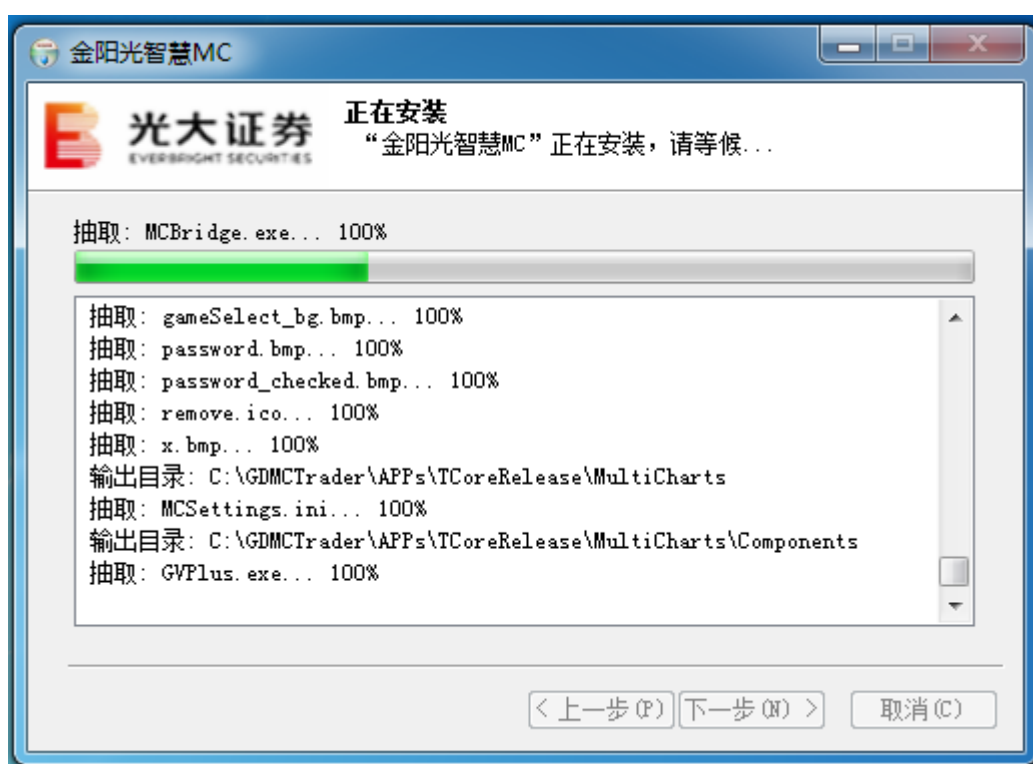 金阳光智慧MC
光大证券
EVERBRIGHT SECURITIES
正在安装
“金阳光智慧MC”正在安装，请等候...
抽取: MCBridge.exe... 100%
抽取: gameSelect_bg.bmp... 100%
抽取: password.bmp... 100%
抽取: password_checked.bmp... 100%
抽取: remove.ico... 100%
抽取: x.bmp... 100%
输出目录: C:\GDMCTrader\APPs\TCoreRelease\MultiCharts
抽取: MCSettings.ini... 100%
输出目录: C:\GDMCTrader\APPs\TCoreRelease\MultiCharts\Components
抽取: GVPlus.exe... 100%
< 上一步(P) 下一步(N) > 取消(C)